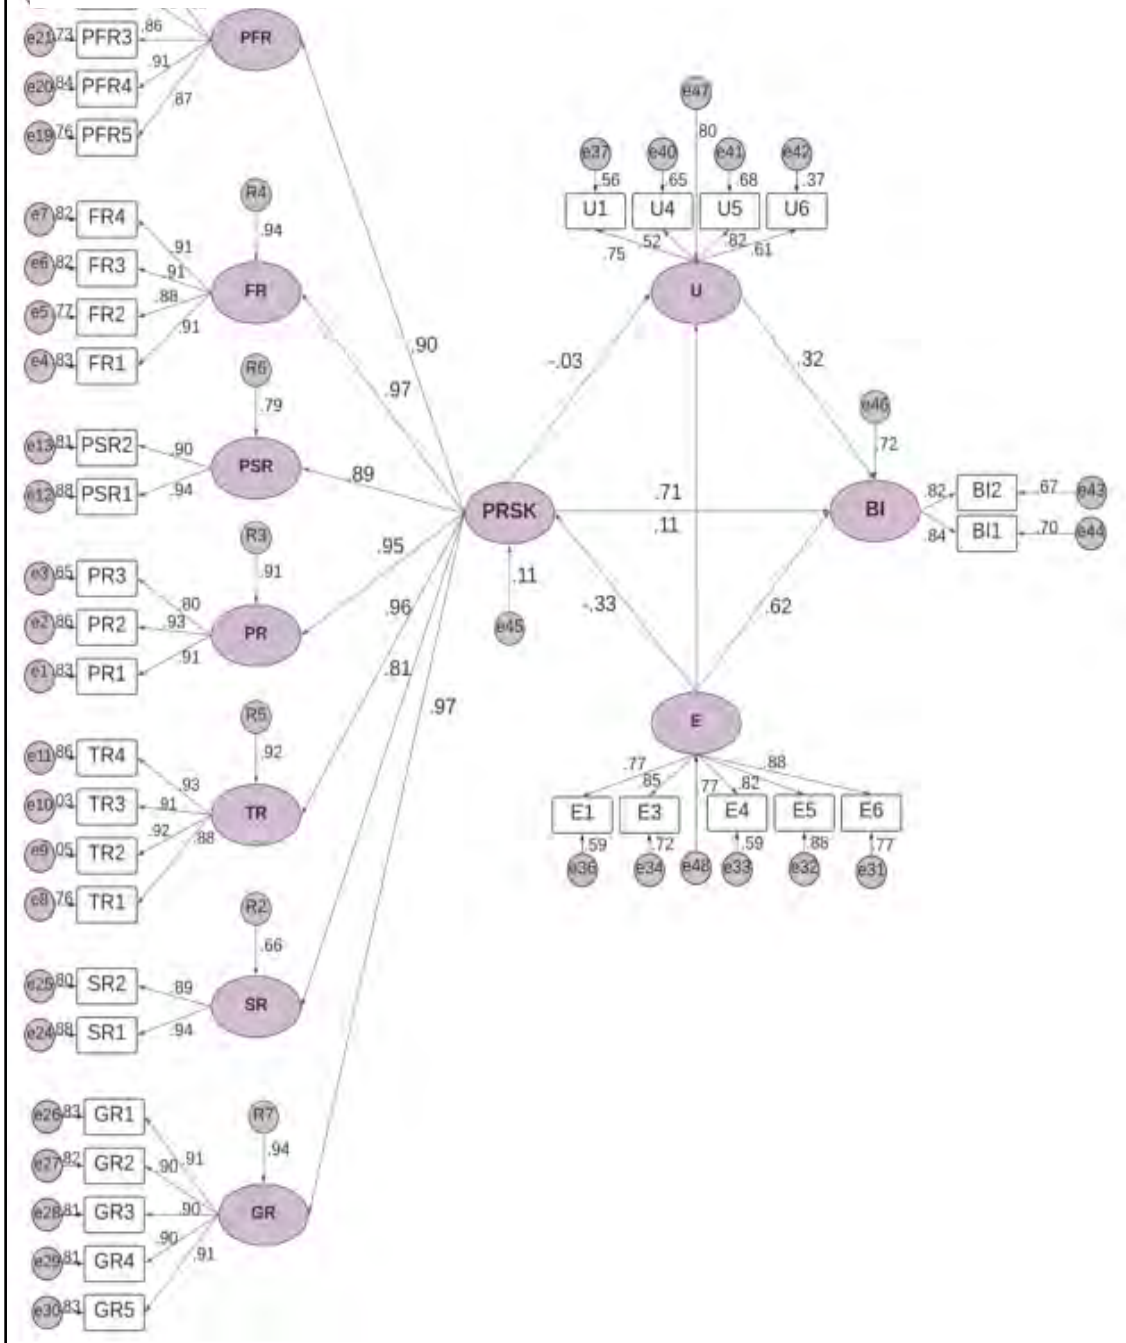 e21 .73 PFR3 .86 PFR
e20 .84 PFR4 .91
e19 .76 PFR5 .87
e47
.80
e37 e40 e41 e42
.56 .65 .68 .37
U1 U4 U5 U6
.75 .52 .82 .61
U
R4
.94
e7 .82 FR4 .91
e6 .82 FR3 .91
FR
e5 .77 FR2 .88
e4 .83 FR1 .91
.90
.97
-.03
.32
R6
.79
e46
.72
e13 .81 PSR2 .90
PSR
e12 .88 PSR1 .94
.89
PRSK
.71
.11
BI
.82 BI2 .67 e43
.84 BI1 .70 e44
R3
.91
e3 .65 PR3 .80
e2 .86 PR2 .93
PR
e1 .83 PR1 .91
.95
.96
.81
.97
.11
e45
-.33
.62
E
.77 .85 .77 .82 .88
E1 E3 E4 E5 E6
.59 .72 .59 .88 .77
e36 e34 e48 e33 e32 e31
R5
.92
e11 .86 TR4 .93
e10 .03 TR3 .91
TR
e9 .05 TR2 .92
e8 .76 TR1 .88
R2
.66
e25 .80 SR2 .89
SR
e24 .88 SR1 .94
R7
.94
e26 .83 GR1 .91
e27 .82 GR2 .90
e28 .81 GR3 .90
GR
e29 .81 GR4 .90
e30 .83 GR5 .91